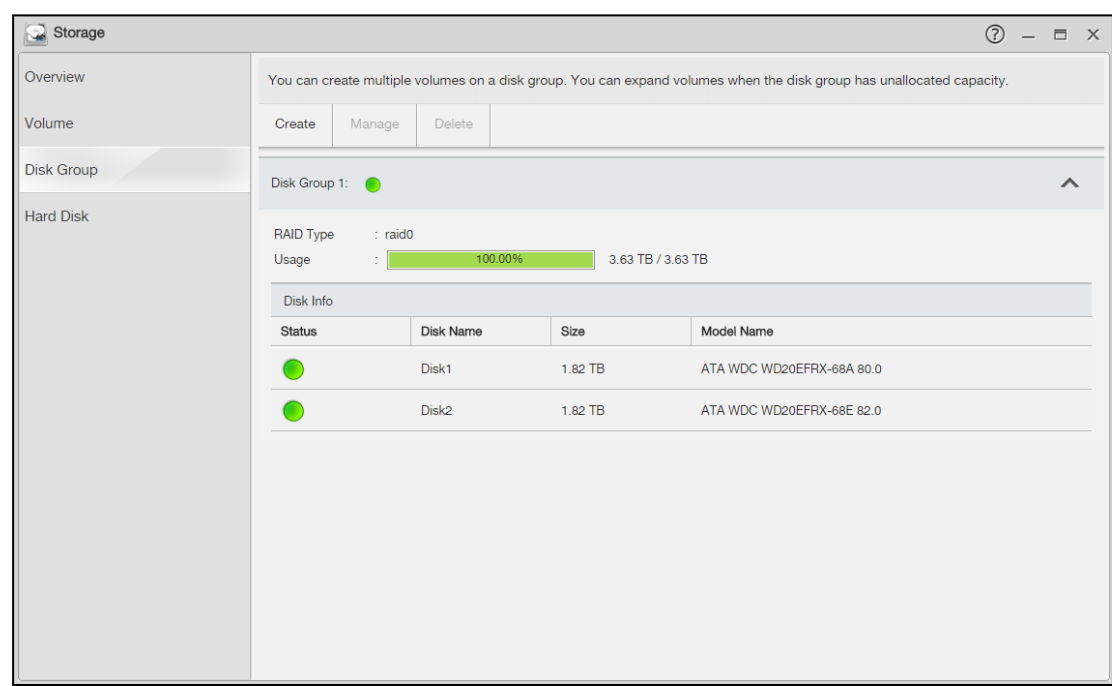 Storage
Overview
Volume
Disk Group
Hard Disk
You can create multiple volumes on a disk group. You can expand volumes when the disk group has unallocated capacity.
Create Manage Delete
Disk Group 1:
RAID Type : raid0
Usage : 100.00% 3.63 TB / 3.63 TB
Disk Info
Status Disk Name Size Model Name
Disk1 1.82 TB ATA WDC WD20EFRX-68A 80.0
Disk2 1.82 TB ATA WDC WD20EFRX-68E 82.0